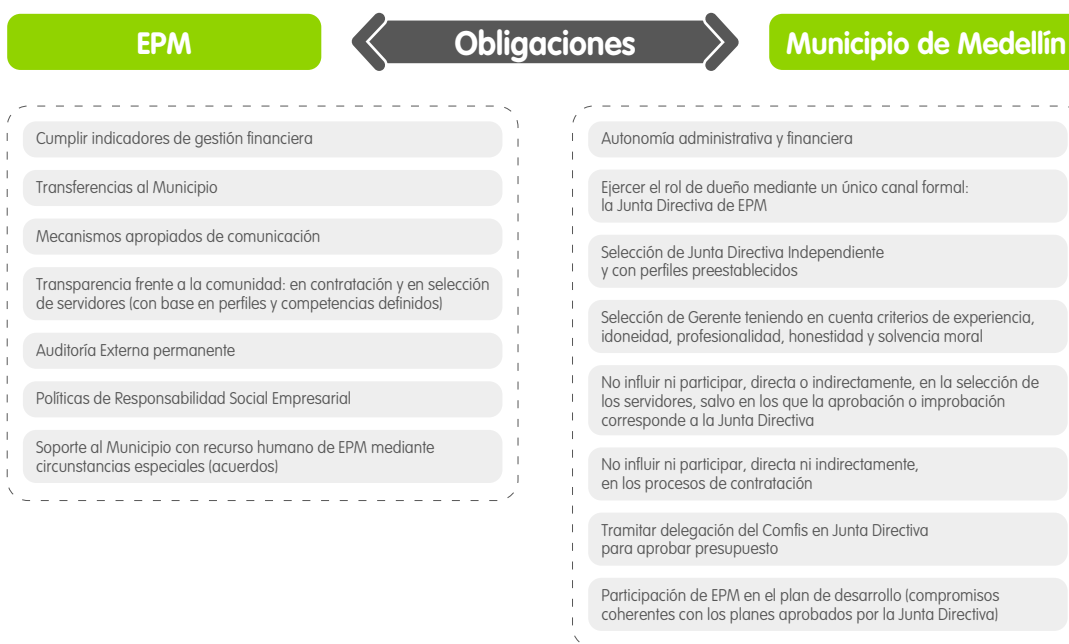 EPM
Obligaciones
Municipio de Medellín
Cumplir indicadores de gestión financiera
Transferencias al Municipio
Mecanismos apropiados de comunicación
Transparencia frente a la comunidad: en contratación y en selección
de servidores (con base en perfiles y competencias definidos)
Auditoría Externa permanente
Políticas de Responsabilidad Social Empresarial
Soporte al Municipio con recurso humano de EPM mediante
circunstancias especiales (acuerdos)
Autonomía administrativa y financiera
Ejercer el rol de dueño mediante un único canal formal:
la Junta Directiva de EPM
Selección de Junta Directiva Independiente
y con perfiles preestablecidos
Selección de Gerente teniendo en cuenta criterios de experiencia,
idoneidad, profesionalidad, honestidad y solvencia moral
No influir ni participar, directa o indirectamente, en la selección de
los servidores, salvo en los que la aprobación o improbación
corresponde a la Junta Directiva
No influir ni participar, directa ni indirectamente,
en los procesos de contratación
Tramitar delegación del Comfis en Junta Directiva
para aprobar presupuesto
Participación de EPM en el plan de desarrollo (compromisos
coherentes con los planes aprobados por la Junta Directiva)